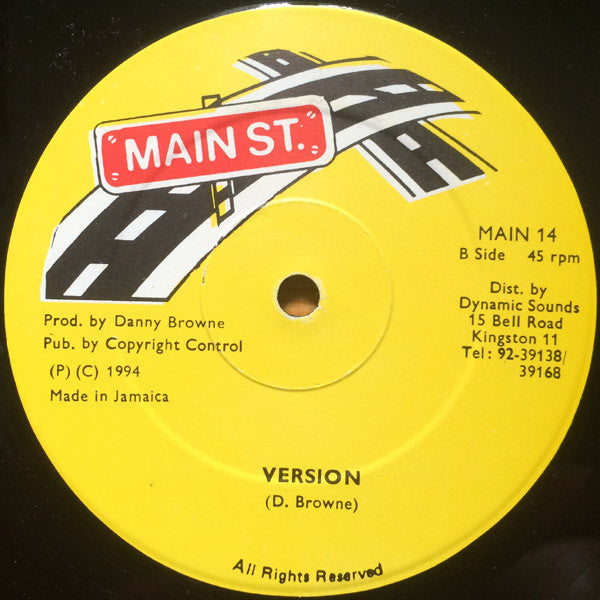 MAIN ST.
MAIN 14
B Side 45 rpm
Dist. by
Dynamic Sounds
15 Bell Road
Kingston 11
Tel: 92-39138/
39168
Prod. by Danny Browne
Pub. by Copyright Control
(P) (C) 1994
Made in Jamaica
VERSION
(D. Browne)
All Rights Reserved